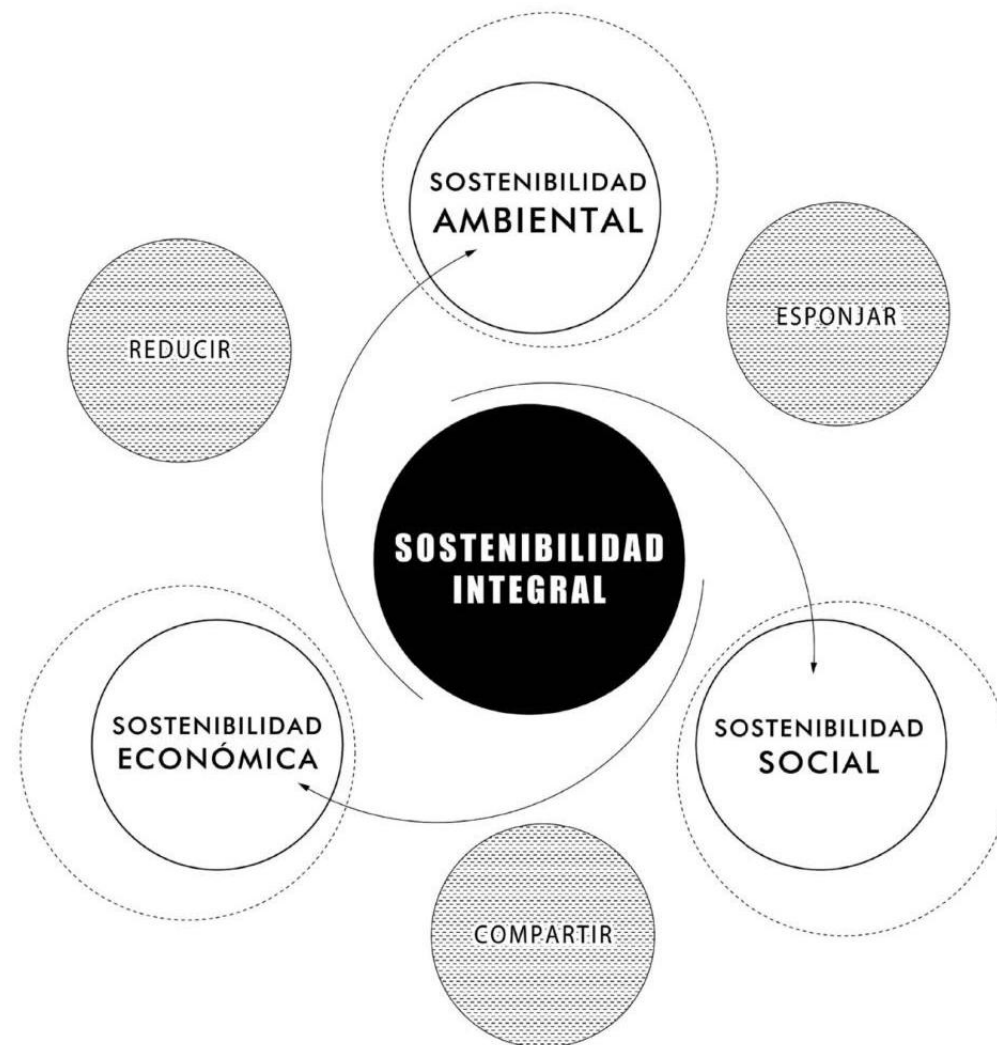 SOSTENIBILIDAD
AMBIENTAL
ESPONJAR
REDUCIR
SOSTENIBILIDAD
INTEGRAL
SOSTENIBILIDAD
ECONÓMICA
SOSTENIBILIDAD
SOCIAL
COMPARTIR